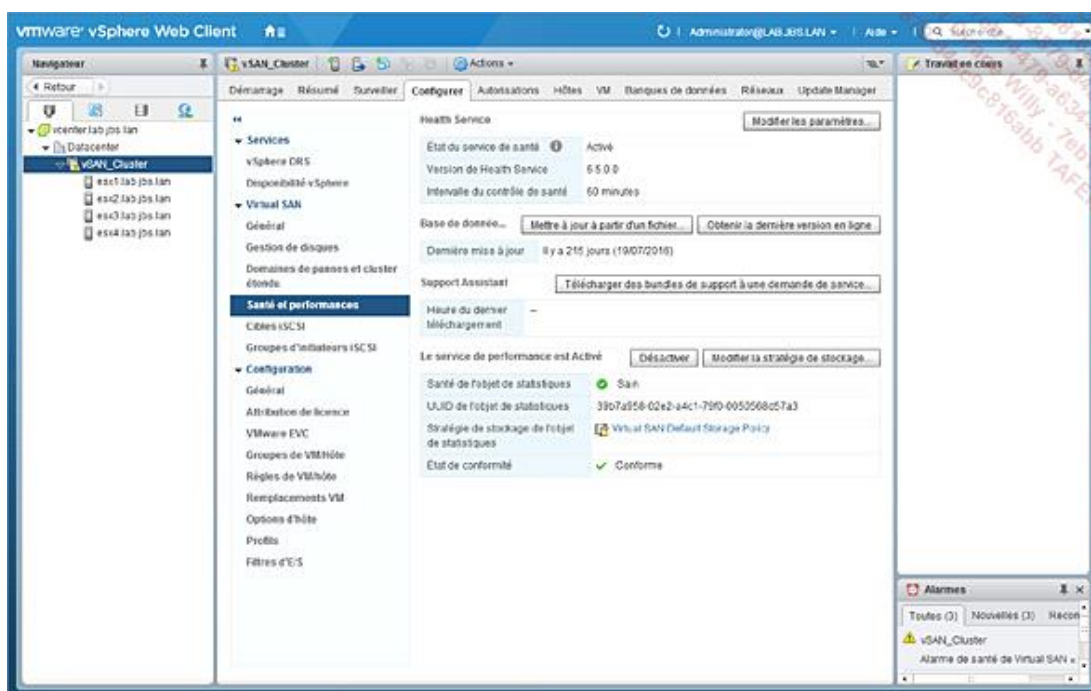 vmware® vSphere Web Client
Administrator@LAB.JBS.LAN
Aide
Navigateur
Retour
vcenter.lab.jbs.lan
Datacenter
vSAN_Cluster
esx1.lab.jbs.lan
esx2.lab.jbs.lan
esx3.lab.jbs.lan
esx4.lab.jbs.lan
vSAN_Cluster
Actions
Démarrage Résumé Surveiller Configurer Autorisations Hôtes VM Banques de données Réseaux Update Manager
Services
vSphere DRS
Disponibilité vSphere
Virtual SAN
Général
Gestion de disques
Domaines de pannes et cluster
étendu
Santé et performances
Cibles iSCSI
Groupes d'initiateurs iSCSI
Configuration
Général
Attribution de licence
VMware EVC
Groupes de VM/Hôte
Règles de VM/hôte
Remplacements VM
Options d'hôte
Profils
Filtres d'E/S
Health Service
Modifier les paramètres...
État du service de santé Activé
Version de Health Service 6.5.0.0
Intervalle du contrôle de santé 60 minutes
Base de donnée... Mettre à jour à partir d'un fichier... Obtenir la dernière version en ligne
Dernière mise à jour Il y a 215 jours (19/07/2016)
Support Assistant Télécharger des bundles de support à une demande de service...
Heure du dernier
téléchargement --
Le service de performance est Activé Désactiver Modifier la stratégie de stockage...
Santé de l'objet de statistiques Sain
UUID de l'objet de statistiques
Stratégie de stockage de l'objet
de statistiques Virtual SAN Default Storage Policy
État de conformité Conforme
Travail en cours
Alarmes
Toutes (3) Nouvelles (3) Recon
vSAN_Cluster
Alarme de santé de Virtual SAN «